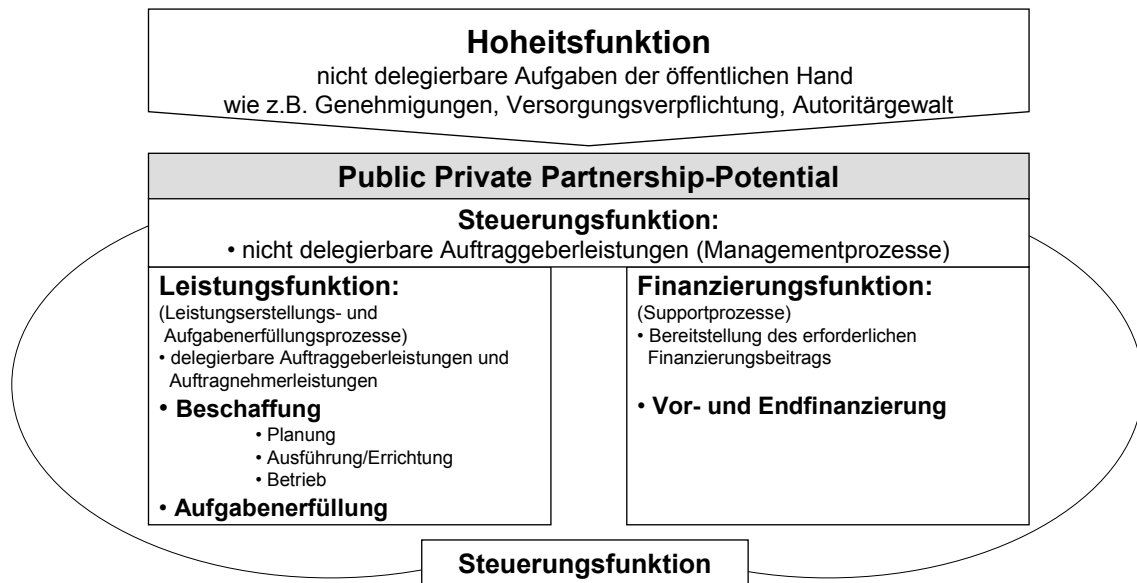 Hoheitsfunktion
nicht delegierbare Aufgaben der öffentlichen Hand
wie z.B. Genehmigungen, Versorgungsverpflichtung, Autoritärgewalt
Public Private Partnership-Potential
Steuerungsfunktion:
• nicht delegierbare Auftraggeberleistungen (Managementprozesse)
Leistungsfunktion:
(Leistungserstellungs- und
Aufgabenerfüllungsprozesse)
• delegierbare Auftraggeberleistungen und
Auftragnehmerleistungen
• Beschaffung
• Planung
• Ausführung/Errichtung
• Betrieb
• Aufgabenerfüllung
Finanzierungsfunktion:
(Supportprozesse)
• Bereitstellung des erforderlichen
Finanzierungsbeitrags
• Vor- und Endfinanzierung
Steuerungsfunktion